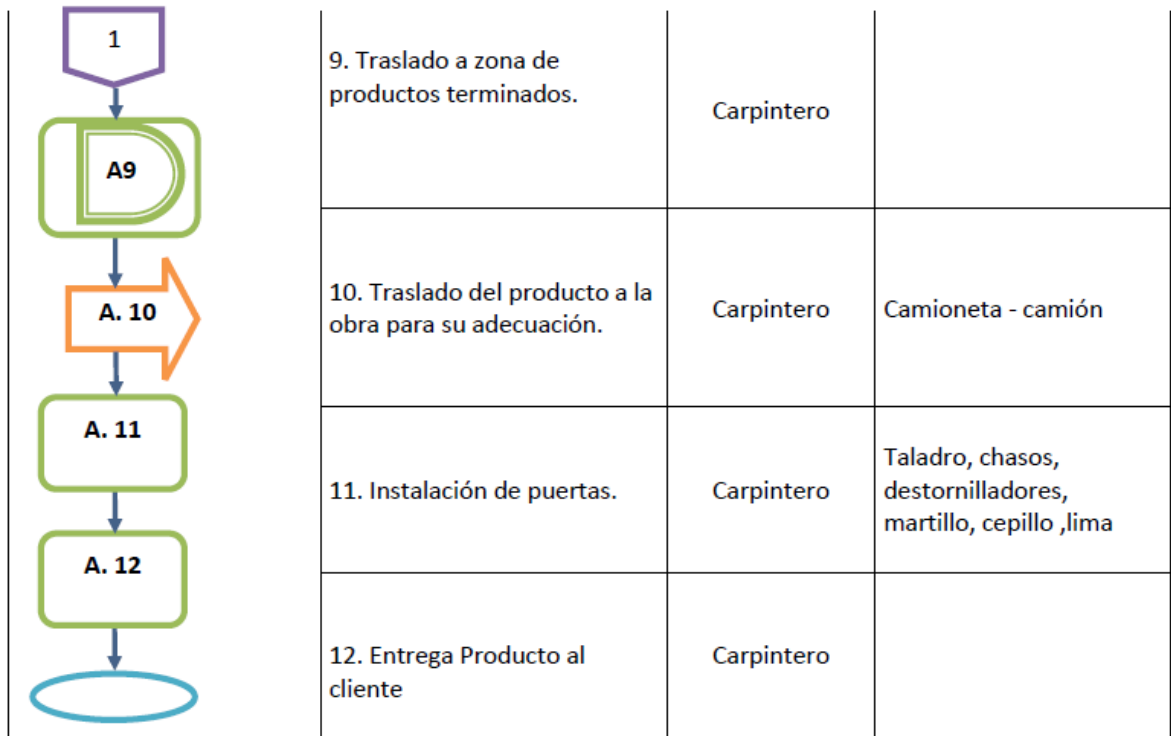 1
9. Traslado a zona de
productos terminados.
Carpintero
A9
10. Traslado del producto a la
obra para su adecuación.
Carpintero
Camioneta - camión
A. 10
11. Instalación de puertas.
Carpintero
Taladro, chasos,
destornilladores,
martillo, cepillo ,lima
A. 11
12. Entrega Producto al
cliente
Carpintero
A. 12